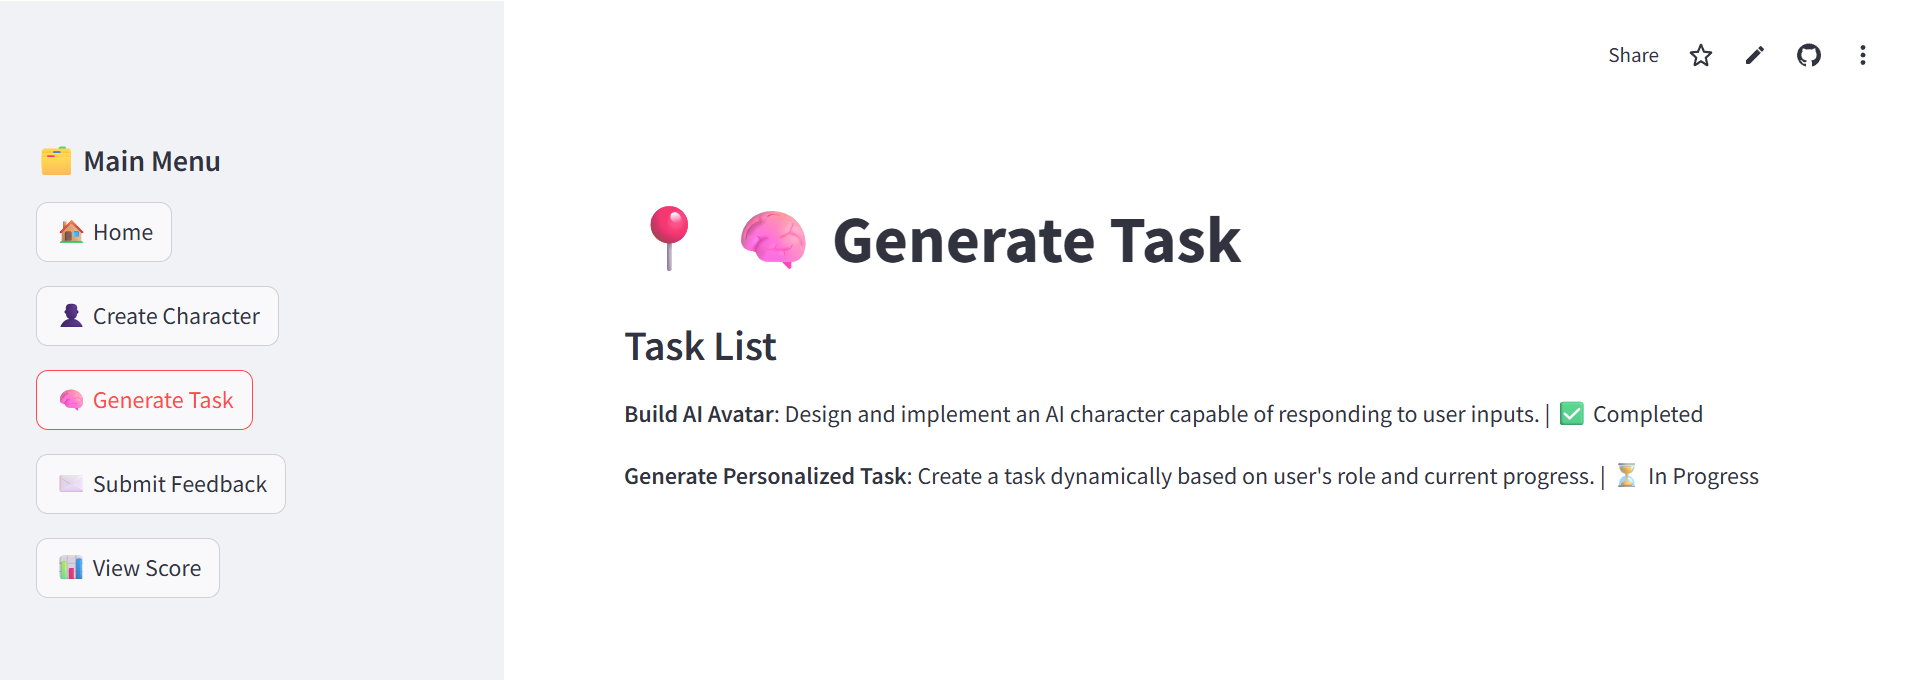 Share
Main Menu
Home
Create Character
Generate Task
Submit Feedback
View Score
Generate Task
Task List
Build AI Avatar: Design and implement an AI character capable of responding to user inputs. | ✅ Completed
Generate Personalized Task: Create a task dynamically based on user's role and current progress. | ⏳ In Progress